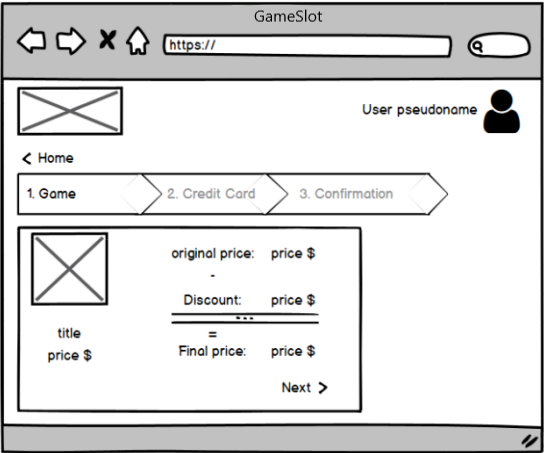 GameSlot
https://
User pseudoname
< Home
1. Game
2. Credit Card
3. Confirmation
original price: price $
-
Discount: price $
=
title
Final price: price $
price $
Next >